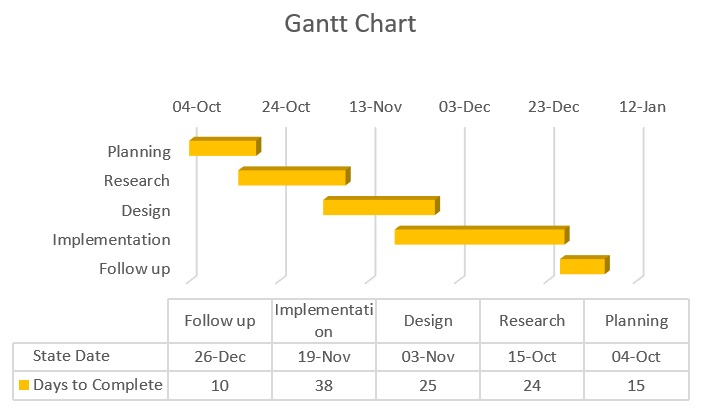 Gantt Chart
04-Oct 24-Oct 13-Nov 03-Dec 23-Dec 12-Jan
Planning
Research
Design
Implementation
Follow up
Follow up Implementati
on Design Research Planning
State Date 26-Dec 19-Nov 03-Nov 15-Oct 04-Oct
Days to Complete 10 38 25 24 15